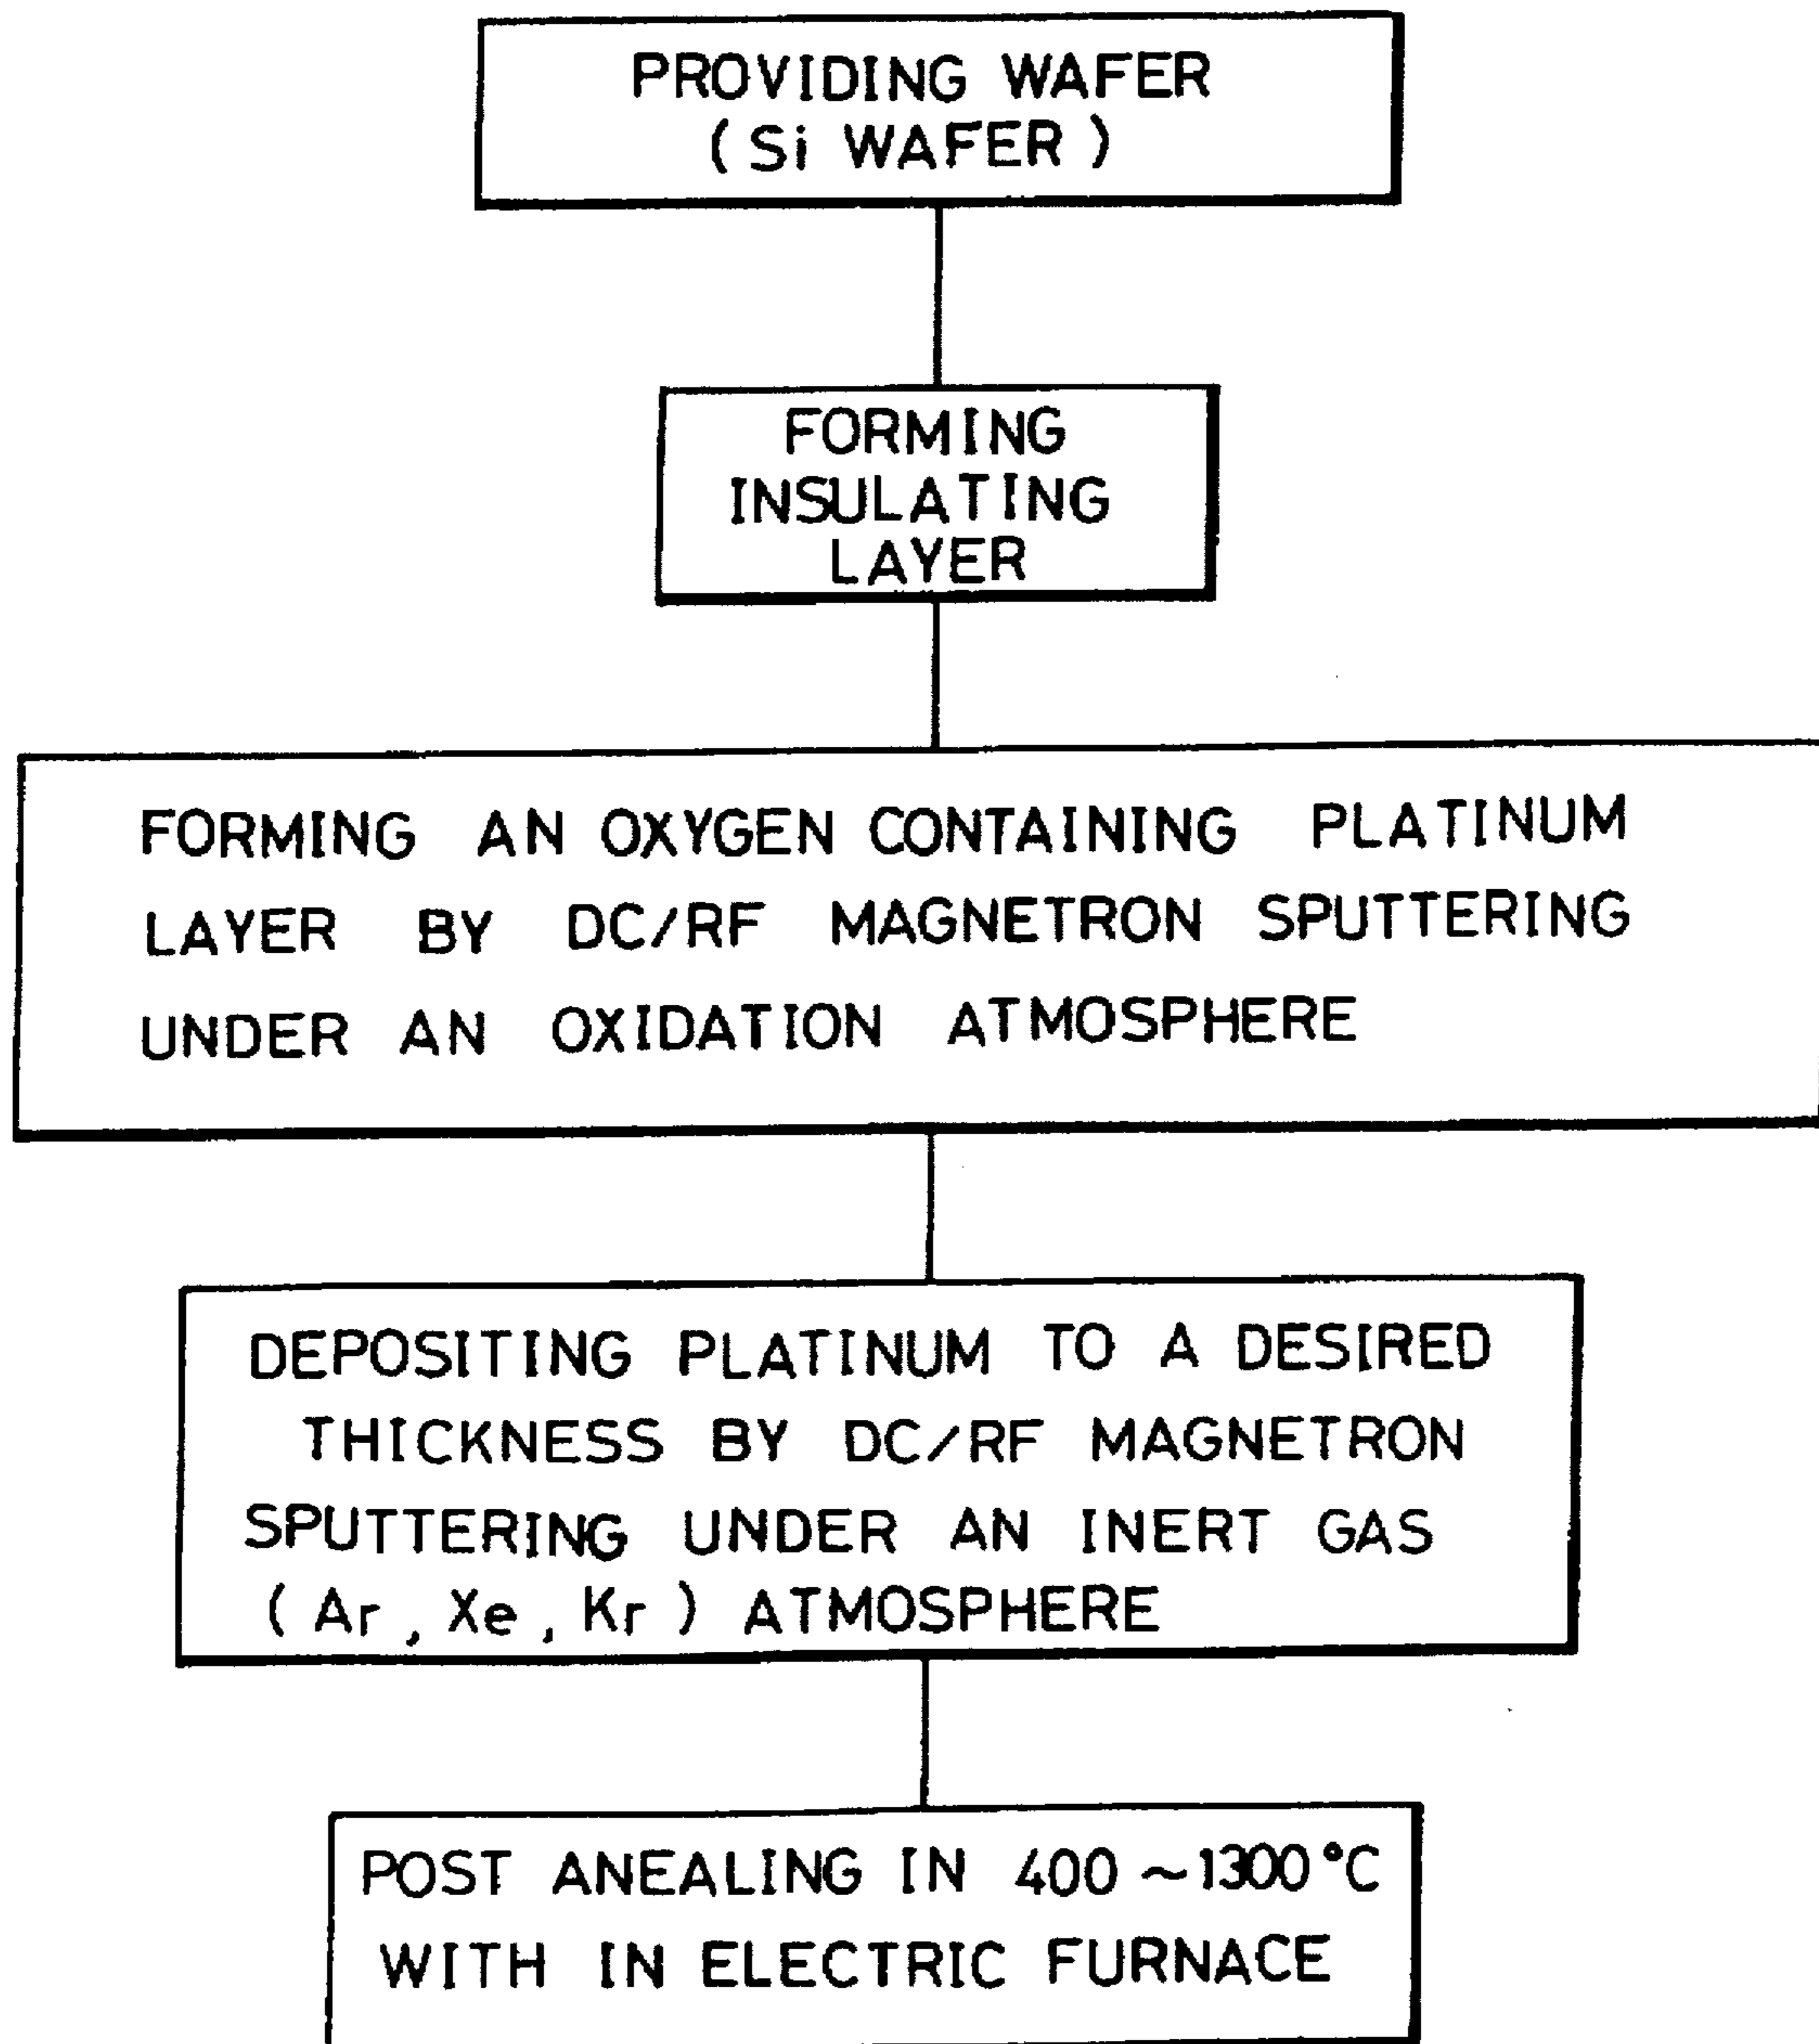 PROVIDING WAFER
( Si WAFER )
FORMING
INSULATING
LAYER
FORMING AN OXYGEN CONTAINING PLATINUM
LAYER BY DC/RF MAGNETRON SPUTTERING
UNDER AN OXIDATION ATMOSPHERE
DEPOSITING PLATINUM TO A DESIRED
THICKNESS BY DC/RF MAGNETRON
SPUTTERING UNDER AN INERT GAS
( Ar , Xe , Kr ) ATMOSPHERE
POST ANEALING IN 400 ~1300°C
WITH IN ELECTRIC FURNACE